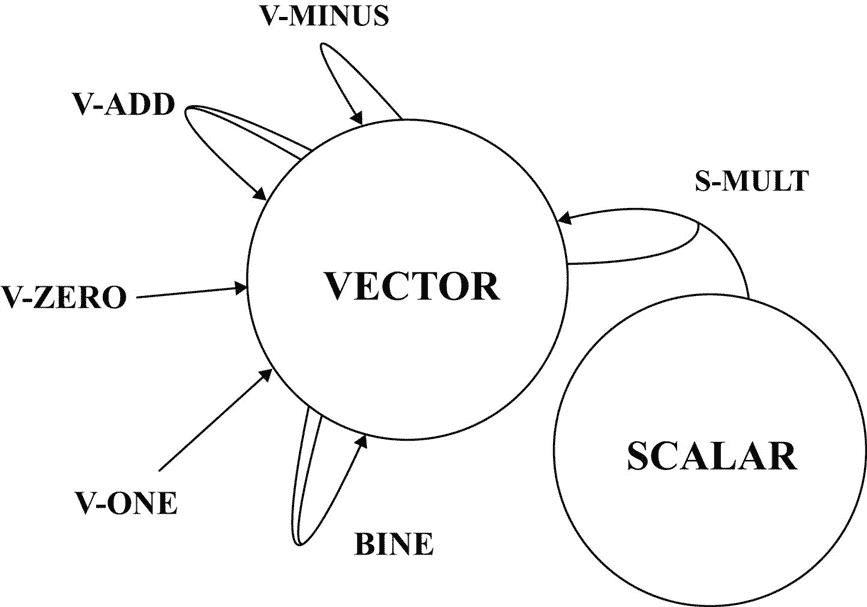 V-MINUS
V-ADD
S-MULT
VECTOR
V-ZERO
SCALAR
V-ONE
BINE